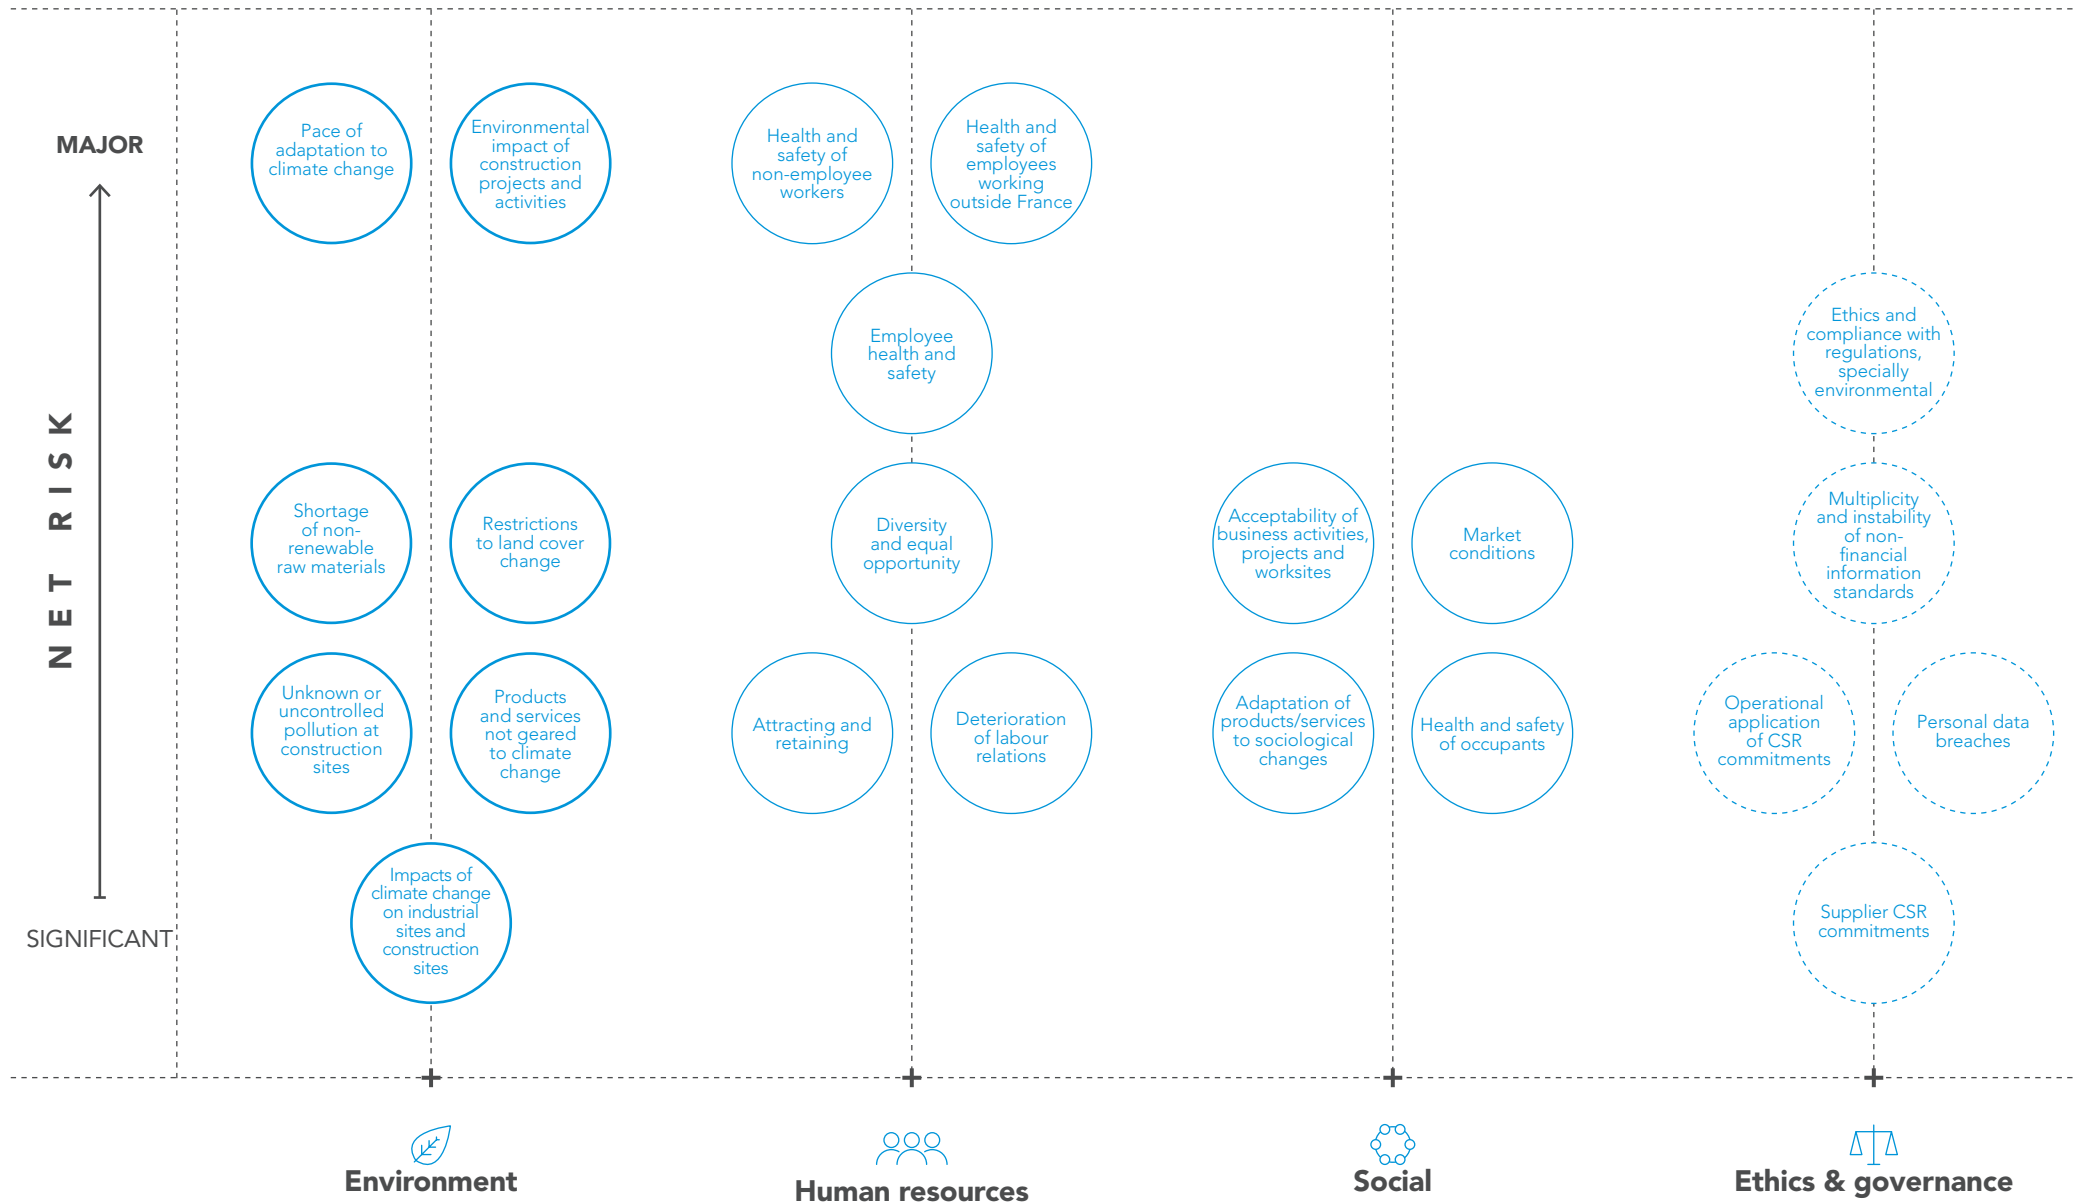 MAJOR
NET RISK
SIGNIFICANT
Pace of
adaptation to
climate change
Environmental
impact of
construction
projects and
activities
Health and
safety of
non-employee
workers
Health and
safety of
employees
working
outside France
Employee
health and
safety
Ethics and
compliance with
regulations,
specially
environmental
Shortage
of non-
renewable
raw materials
Restrictions
to land cover
change
Diversity
and equal
opportunity
Acceptability of
business activities,
projects and
worksites
Market
conditions
Multiplicity
and instability
of non-
financial
information
standards
Unknown or
uncontrolled
pollution at
construction
sites
Products
and services
not geared
to climate
change
Attracting and
retaining
Deterioration
of labour
relations
Adaptation of
products/services
to sociological
changes
Health and safety
of occupants
Operational
application
of CSR
commitments
Personal data
breaches
Impacts of
climate change
on industrial
sites and
construction
sites
Supplier CSR
commitments
Environment
Human resources
Social
Ethics & governance